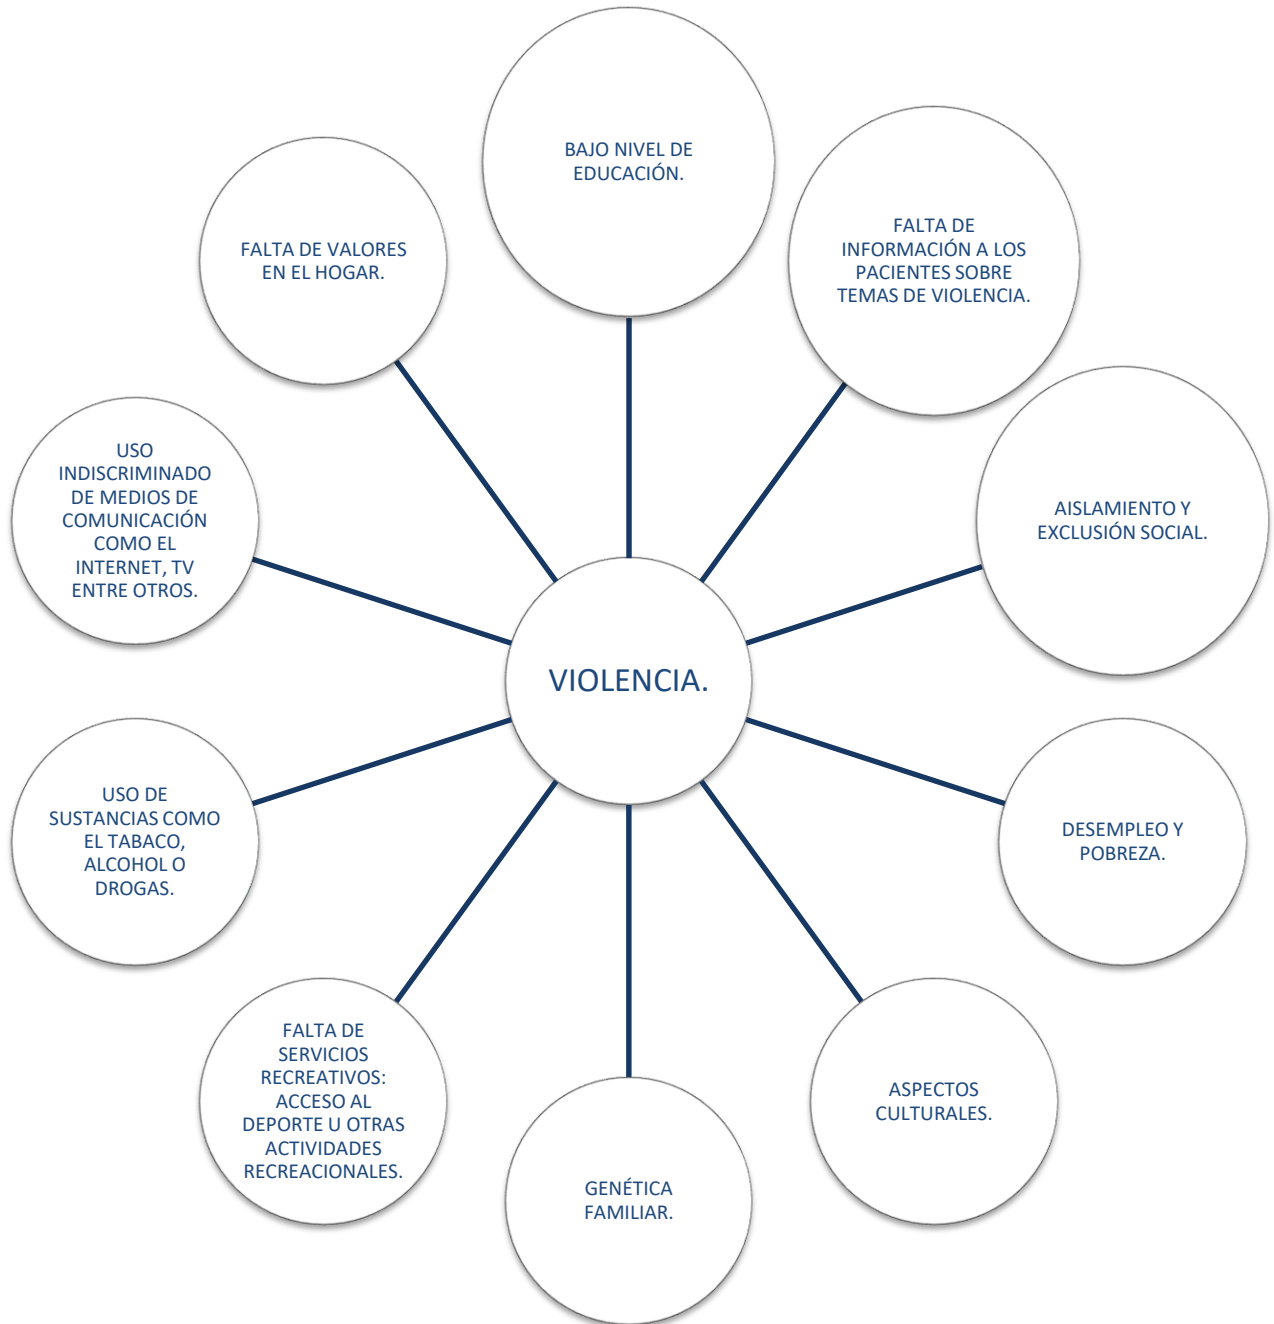 BAJO NIVEL DE
EDUCACIÓN.
FALTA DE
INFORMACIÓN A LOS
PACIENTES SOBRE
TEMAS DE VIOLENCIA.
AISLAMIENTO Y
EXCLUSIÓN SOCIAL.
DESEMPLEO Y
POBREZA.
ASPECTOS
CULTURALES.
GENÉTICA
FAMILIAR.
FALTA DE
SERVICIOS
RECREATIVOS:
ACCESO AL
DEPORTE U OTRAS
ACTIVIDADES
RECREACIONALES.
USO DE
SUSTANCIAS COMO
EL TABACO,
ALCOHOL O
DROGAS.
USO
INDISCRIMINADO
DE MEDIOS DE
COMUNICACIÓN
COMO EL
INTERNET, TV
ENTRE OTROS.
FALTA DE VALORES
EN EL HOGAR.
VIOLENCIA.